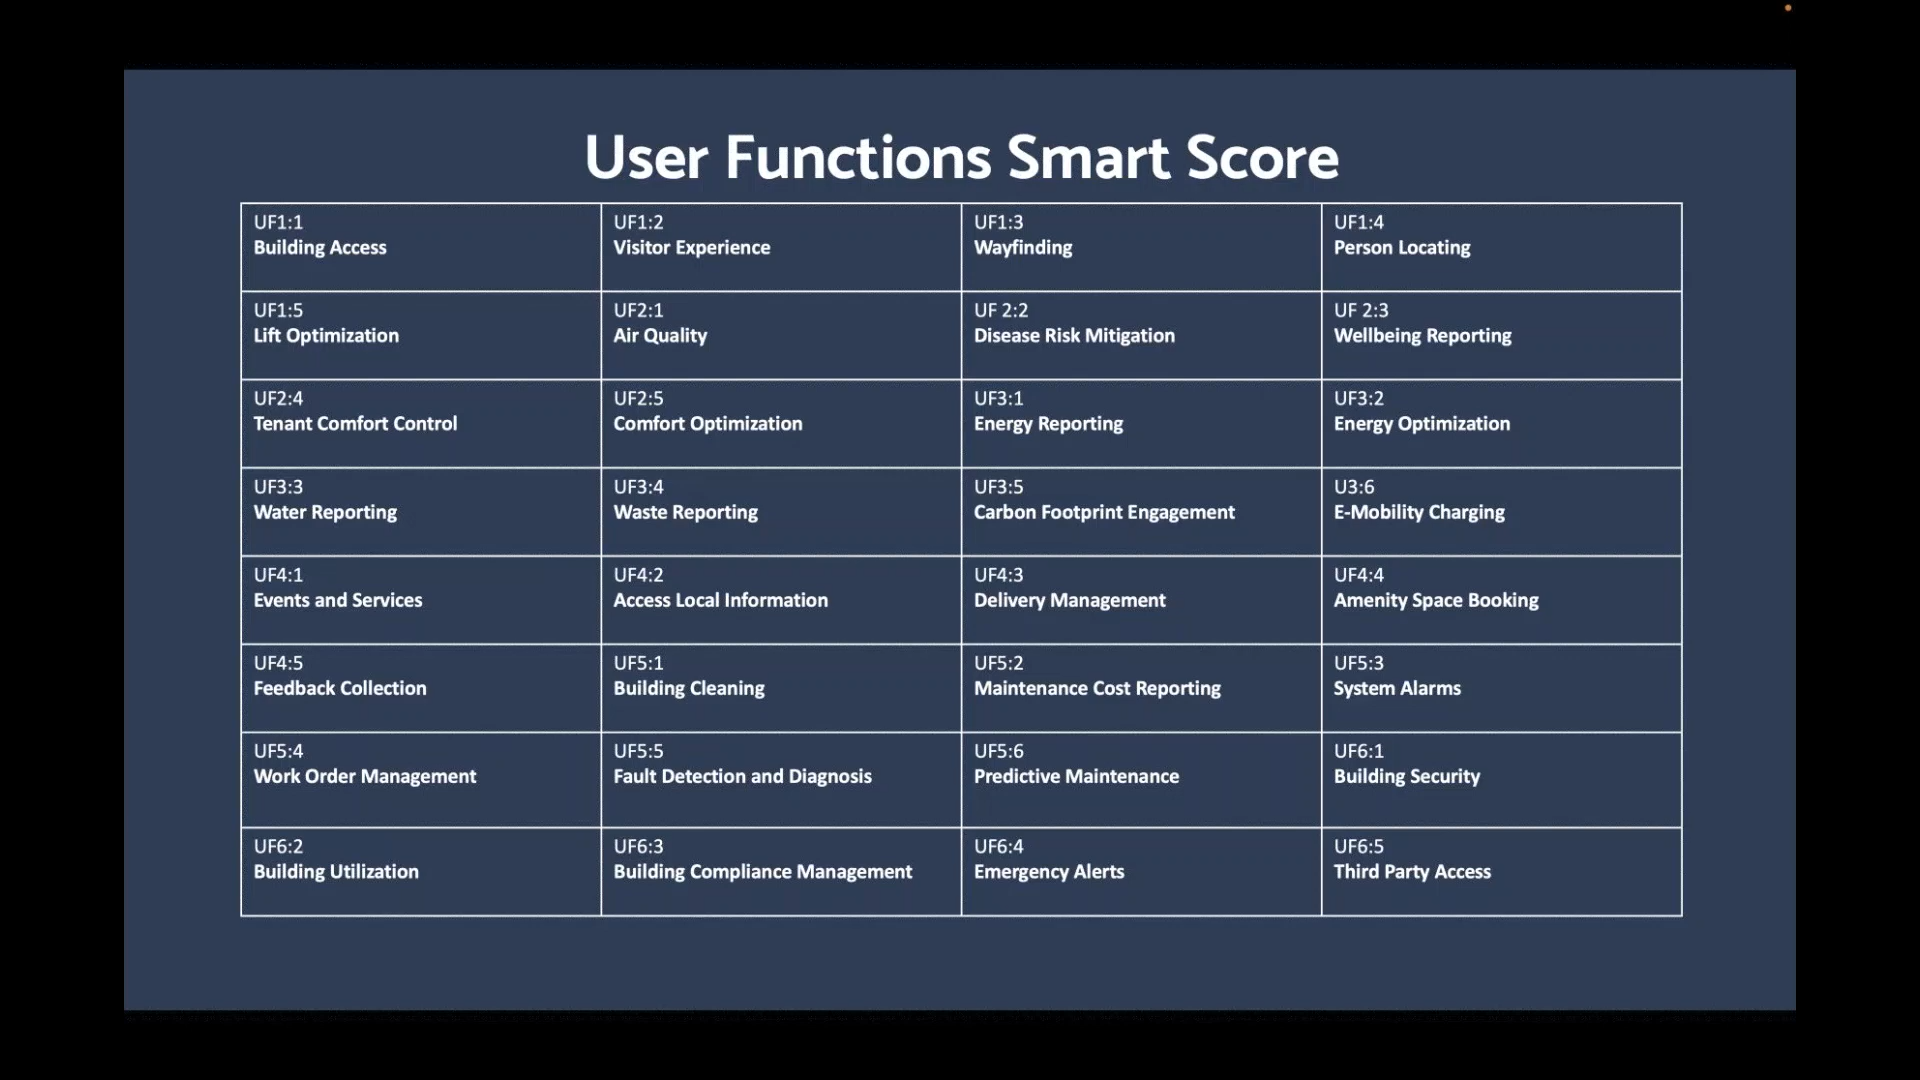 User Functions Smart Score
UF1:1
Building Access
UF1:2
Visitor Experience
UF1:3
Wayfinding
UF1:4
Person Locating
UF1:5
Lift Optimization
UF2:1
Air Quality
UF 2:2
Disease Risk Mitigation
UF 2:3
Wellbeing Reporting
UF2:4
Tenant Comfort Control
UF2:5
Comfort Optimization
UF3:1
Energy Reporting
UF3:2
Energy Optimization
UF3:3
Water Reporting
UF3:4
Waste Reporting
UF3:5
Carbon Footprint Engagement
U3:6
E-Mobility Charging
UF4:1
Events and Services
UF4:2
Access Local Information
UF4:3
Delivery Management
UF4:4
Amenity Space Booking
UF4:5
Feedback Collection
UF5:1
Building Cleaning
UF5:2
Maintenance Cost Reporting
UF5:3
System Alarms
UF5:4
Work Order Management
UF5:5
Fault Detection and Diagnosis
UF5:6
Predictive Maintenance
UF6:1
Building Security
UF6:2
Building Utilization
UF6:3
Building Compliance Management
UF6:4
Emergency Alerts
UF6:5
Third Party Access